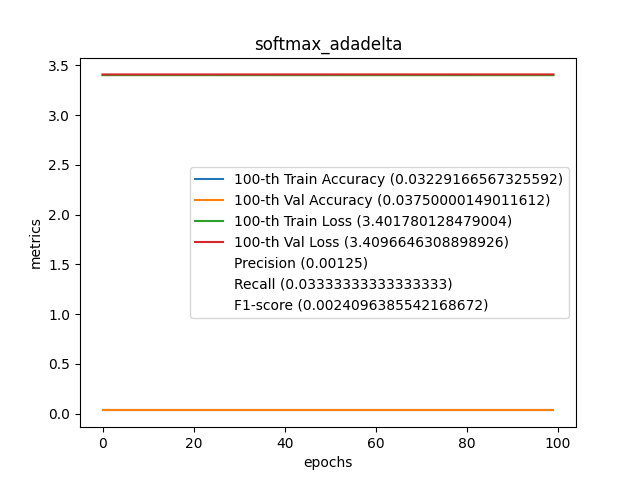 softmax_adadelta
3.5
3.0
2.5
2.0
1.5
1.0
0.5
0.0
metrics
100-th Train Accuracy (0.03229166567325592)
100-th Val Accuracy (0.03750000149011612)
100-th Train Loss (3.401780128479004)
100-th Val Loss (3.4096646308898926)
Precision (0.00125)
Recall (0.03333333333333333)
F1-score (0.0024096385542168672)
0 20 40 60 80 100
epochs